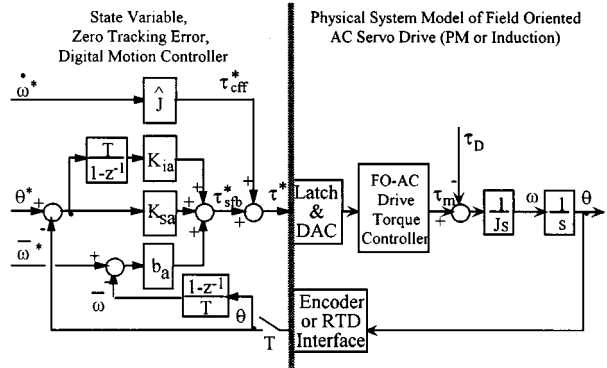 State Variable,
Zero Tracking Error,
Digital Motion Controller
Physical System Model of Field Oriented
AC Servo Drive (PM or Induction)
ω̇*
Ĵ
τ*cff
T
1-z⁻¹
Kia
θ*
+
Ksa
+
+
+
τ*sfb
+
+
τ*
Latch
&
DAC
FO-AC
Drive
Torque
Controller
τm
+
-
τD
1
Js
ω
1
s
θ
-
ω̄*
+
-
ba
ω̄
1-z⁻¹
T
θ
T
Encoder
or RTD
Interface